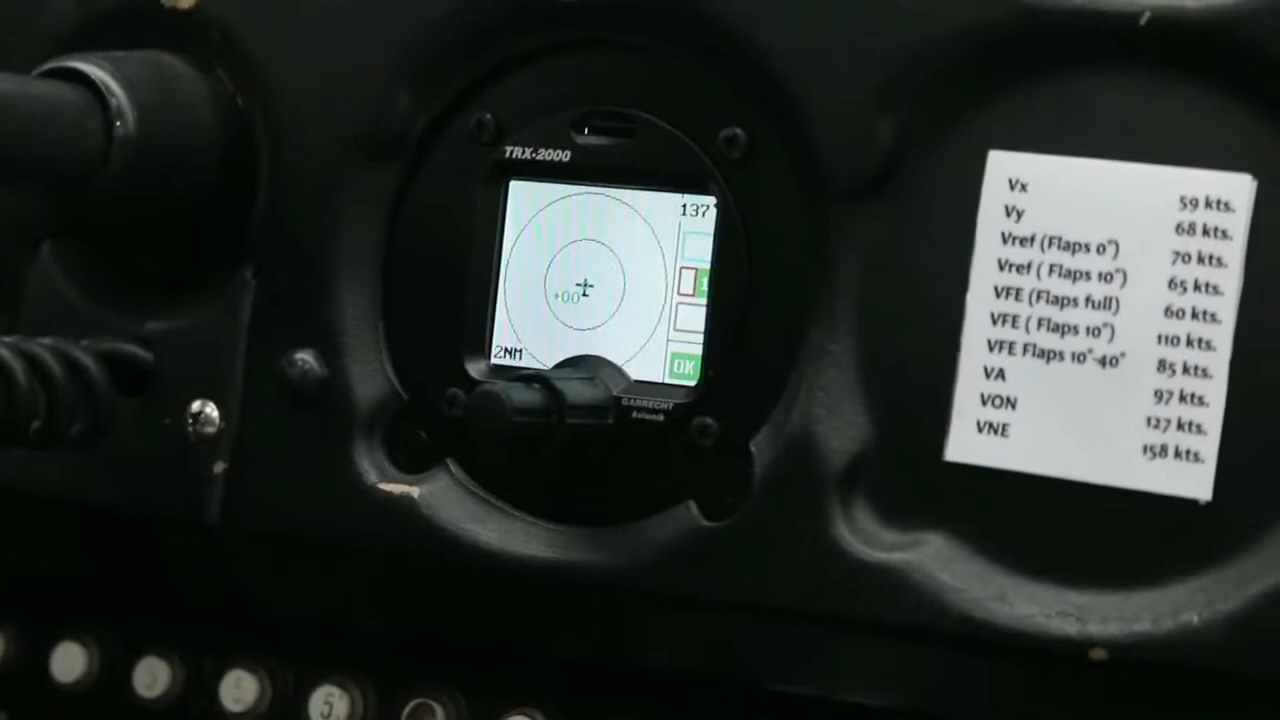 TRX-2000
137
+00
2NM
OK
GARRECHT
Avionik
Vx 59 kts.
Vy 68 kts.
Vref (Flaps 0°) 70 kts.
Vref ( Flaps 10°) 65 kts.
VFE (Flaps full) 60 kts.
VFE ( Flaps 10°) 110 kts.
VFE Flaps 10°-40° 85 kts.
VA 97 kts.
VON 127 kts.
VNE 158 kts.
5
5
5